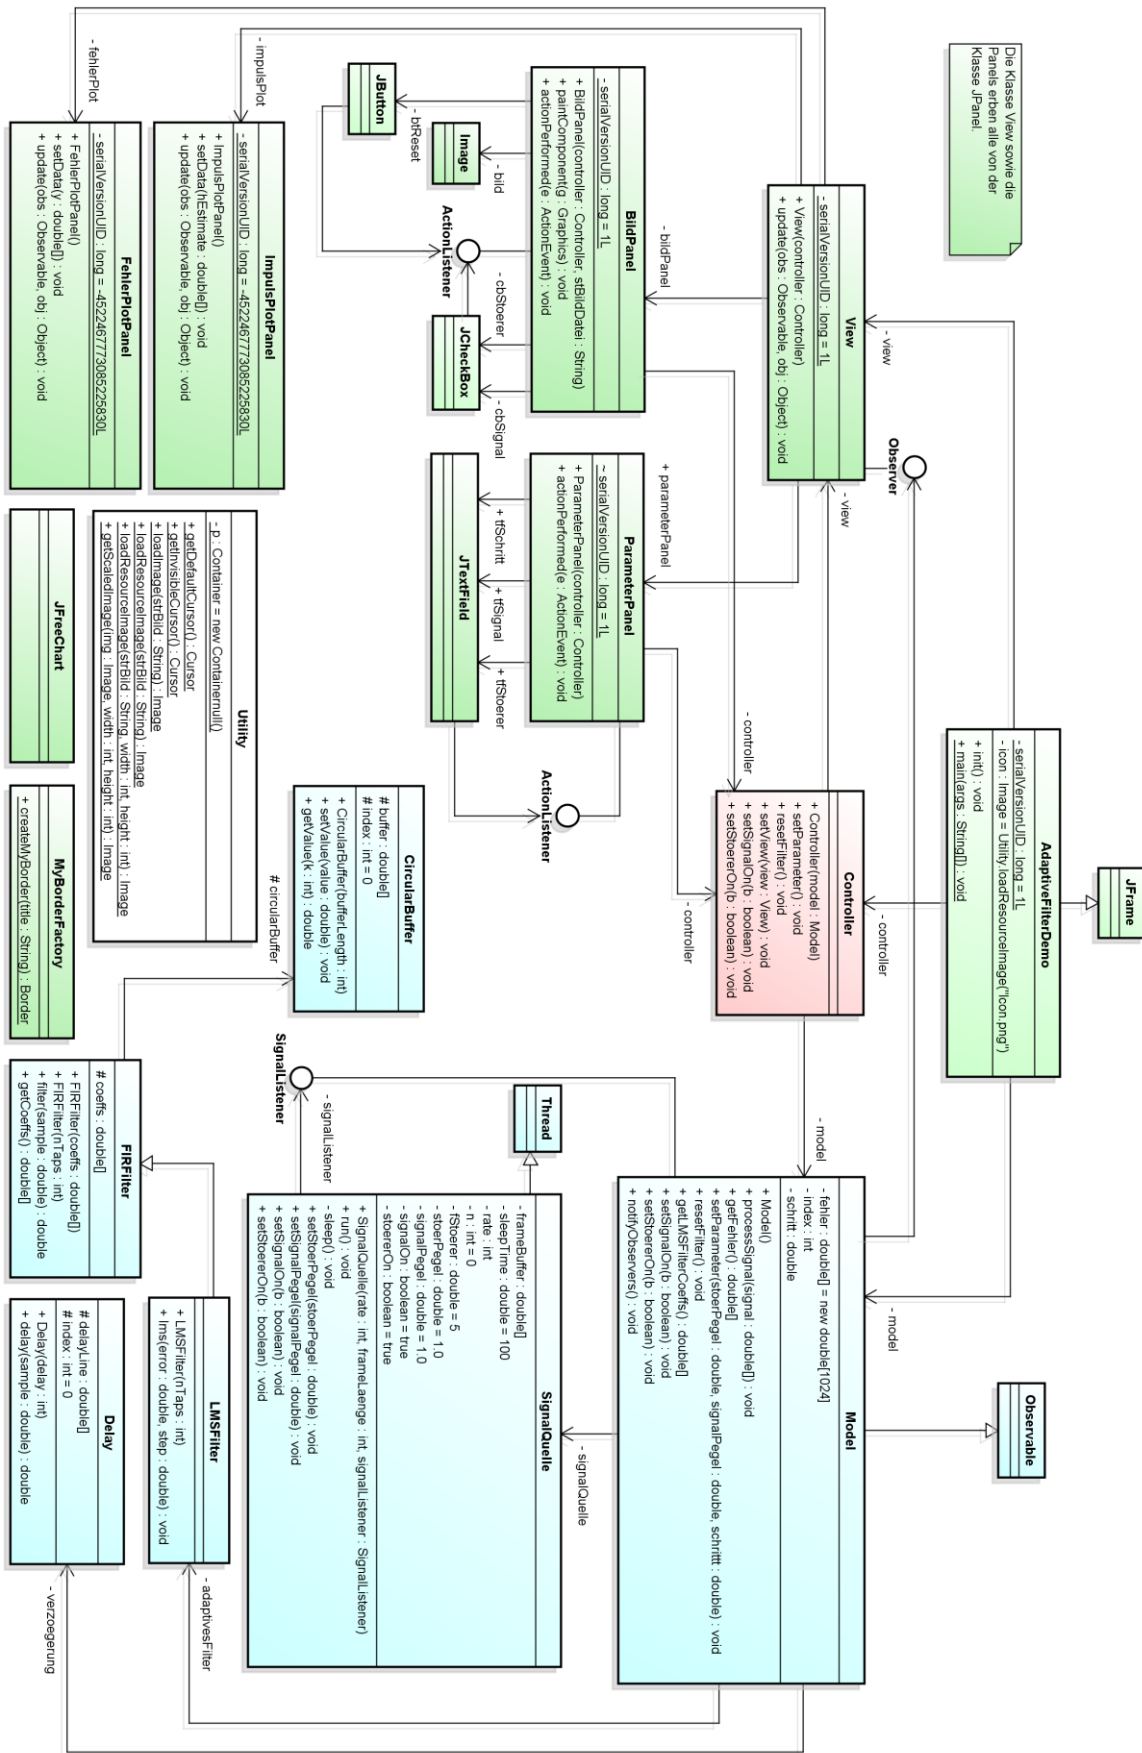 Die Klasse View sowie die
Panels erben alle von der
Klasse JPanel.
JFrame
AdaptiveFilterDemo
- serialVersionUID : long = 1L
- icon : Image = Utility.loadResourceImage("Icon.png")
+ init() : void
+ main(args : String[]) : void
- view
- controller
- model
Observable
Observer
View
- serialVersionUID : long = 1L
+ View(controller : Controller)
+ update(obs : Observable, obj : Object) : void
- view
Controller
+ Controller(model : Model)
+ setParameter() : void
+ resetFilter() : void
+ setView(view : View) : void
+ setSignalOn(b : boolean) : void
+ setStoererOn(b : boolean) : void
- model
Model
- fehler : double[] = new double[1024]
- index : int
- schritt : double
+ Model()
+ processSignal(signal : double[]) : void
+ getFehler() : double[]
+ setParameter(stoerPegel : double, signalPegel : double, schrittt : double) : void
+ resetFilter() : void
+ getLMSFilterCoeffs() : double[]
+ setSignalOn(b : boolean) : void
+ setStoererOn(b : boolean) : void
+ notifyObservers() : void
- bildPanel
+ parameterPanel
- controller
- controller
BildPanel
- serialVersionUID : long = 1L
+ BildPanel(controller : Controller, stBildDatei : String)
+ paintComponent(g : Graphics) : void
+ actionPerformed(e : ActionEvent) : void
ParameterPanel
~ serialVersionUID : long = 1L
+ ParameterPanel(controller : Controller)
+ actionPerformed(e : ActionEvent) : void
ActionListener
- btReset
- bild
- cbStoerer
- cbSignal
+ tfSchritt
+ tfSignal
+ tfStoerer
JButton
Image
ActionListener
JCheckBox
JTextField
Thread
- signalQuelle
SignalQuelle
- frameBuffer : double[]
- sleepTime : double = 100
- rate : int
- n : int = 0
- fStoerer : double = 5
- stoerPegel : double = 1.0
- signalPegel : double = 1.0
- signalOn : boolean = true
- stoererOn : boolean = true
+ SignalQuelle(rate : int, frameLaenge : int, signalListener : SignalListener)
+ run() : void
- sleep() : void
+ setStoerPegel(stoerPegel : double) : void
+ setSignalPegel(signalPegel : double) : void
+ setSignalOn(b : boolean) : void
+ setStoererOn(b : boolean) : void
- signalListener
SignalListener
- impulsPlot
- fehlerPlot
ImpulsPlotPanel
- serialVersionUID : long = -4522467773085225830L
+ ImpulsPlotPanel()
+ setData(hEstimate : double[]) : void
+ update(obs : Observable, obj : Object) : void
FehlerPlotPanel
- serialVersionUID : long = -4522467773085225830L
+ FehlerPlotPanel()
+ setData(y : double[]) : void
+ update(obs : Observable, obj : Object) : void
Utility
- p : Container = new Containernull()
+ getDefaultCursor() : Cursor
+ getInvisibleCursor() : Cursor
+ loadImage(strBild : String) : Image
+ loadResourceImage(strBild : String) : Image
+ loadResourceImage(strBild : String, width : int, height : int) : Image
+ getScaledImage(img : Image, width : int, height : int) : Image
JFreeChart
MyBorderFactory
+ createMyBorder(title : String) : Border
CircularBuffer
# buffer : double[]
# index : int = 0
+ CircularBuffer(bufferLength : int)
+ setValue(value : double) : void
+ getValue(k : int) : double
# circularBuffer
FIRFilter
# coeffs : double[]
+ FIRFilter(coeffs : double[])
+ FIRFilter(nTaps : int)
+ filter(sample : double) : double
+ getCoeffs() : double[]
LMSFilter
+ LMSFilter(nTaps : int)
+ lms(error : double, step : double) : void
- adaptivesFilter
Delay
# delayLine : double[]
# index : int = 0
+ Delay(delay : int)
+ delay(sample : double) : double
- verzoegerung